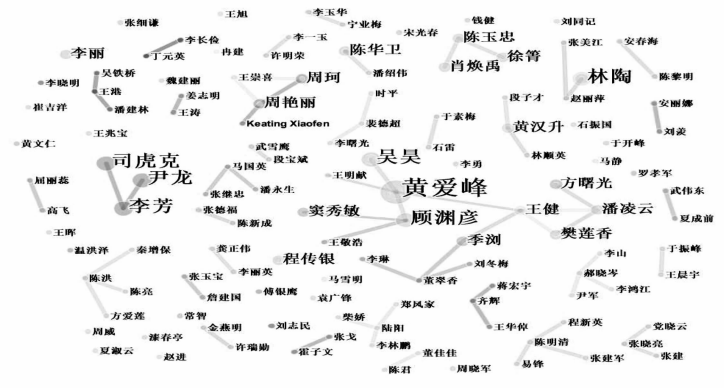 王旭
李玉华
宁业梅
宋光春
钱健
刘同记
张细谦
李长俭
丁元英
李一玉
许明荣
冉建
陈华卫
潘绍伟
陈玉忠
徐箐
肖焕禹
张美江
安春海
陈黎明
李丽
吴铁桥
李晓明
王港
魏建丽
王崇喜
周珂
林陶
赵丽萍
崔吉洋
潘建林
姜志明
王涛
周艳丽
时平
段子才
安丽娜
刘羕
黄文仁
王兆宝
Keating Xiaofen
裴德超
于素梅
黄汉升
石振国
武雪鹰
段宝斌
李曙光
石雷
林顺英
于开峰
马静
罗孝军
司虎克
尹龙
李芳
马国英
潘永生
张继忠
吴昊
王明献
李勇
黄爱峰
方曙光
武伟东
夏成前
屈丽蕊
高飞
王晖
张德福
陈新成
窦秀敏
顾渊彦
王健
潘凌云
樊莲香
王敬浩
季浏
温洪泽
秦增保
龚正伟
程传银
李琳
刘冬梅
董翠香
李山
于振峰
王晨宇
陈洪
陈亮
张玉宝
李丽英
马雪明
郝晓岑
尹军
李鸿江
詹建国
傅银鹰
袁广锋
蒋宏宇
齐辉
方爱莲
常智
郑风家
周威
漆春亭
金燕明
刘志民
柴娇
陆阳
王华倬
程新英
党晓云
夏淑云
赵进
许瑞勋
张戈
霍子文
李林鹏
陈明清
张晓亮
陈君
董佳佳
周晓军
易锋
张建军
张建